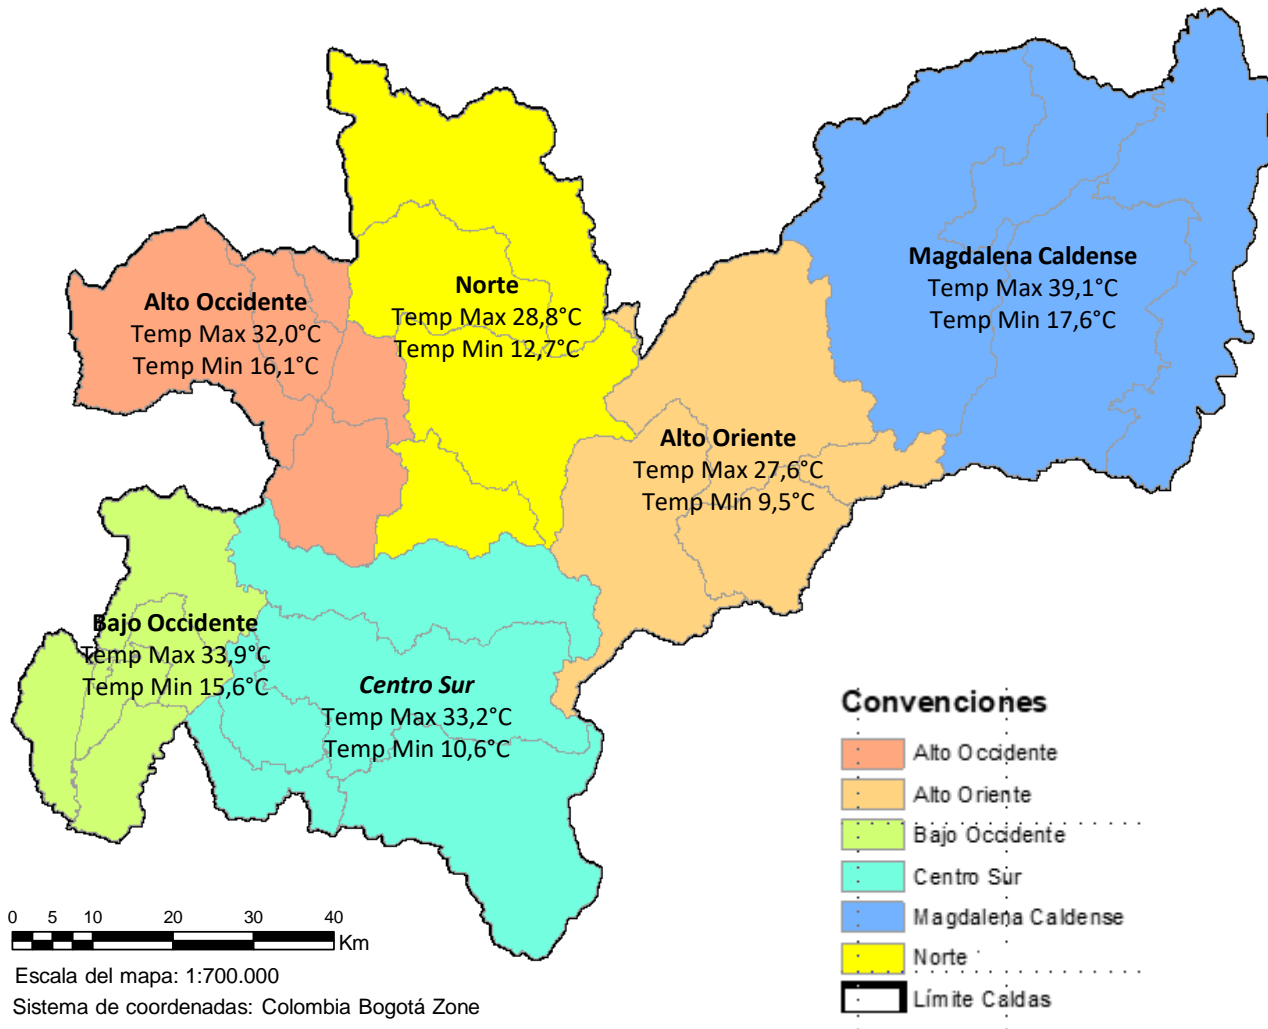 Magdalena Caldense
Temp Max 39,1°C
Temp Min 17,6°C
Norte
Temp Max 28,8°C
Temp Min 12,7°C
Alto Occidente
Temp Max 32,0°C
Temp Min 16,1°C
Alto Oriente
Temp Max 27,6°C
Temp Min 9,5°C
Bajo Occidente
Temp Max 33,9°C
Temp Min 15,6°C
Centro Sur
Temp Max 33,2°C
Temp Min 10,6°C
Convenciones
Alto Occidente
Alto Oriente
Bajo Occidente
Centro Sur
Magdalena Caldense
Norte
Límite Caldas
0 5 10 20 30 40
Km
Escala del mapa: 1:700.000
Sistema de coordenadas: Colombia Bogotá Zone